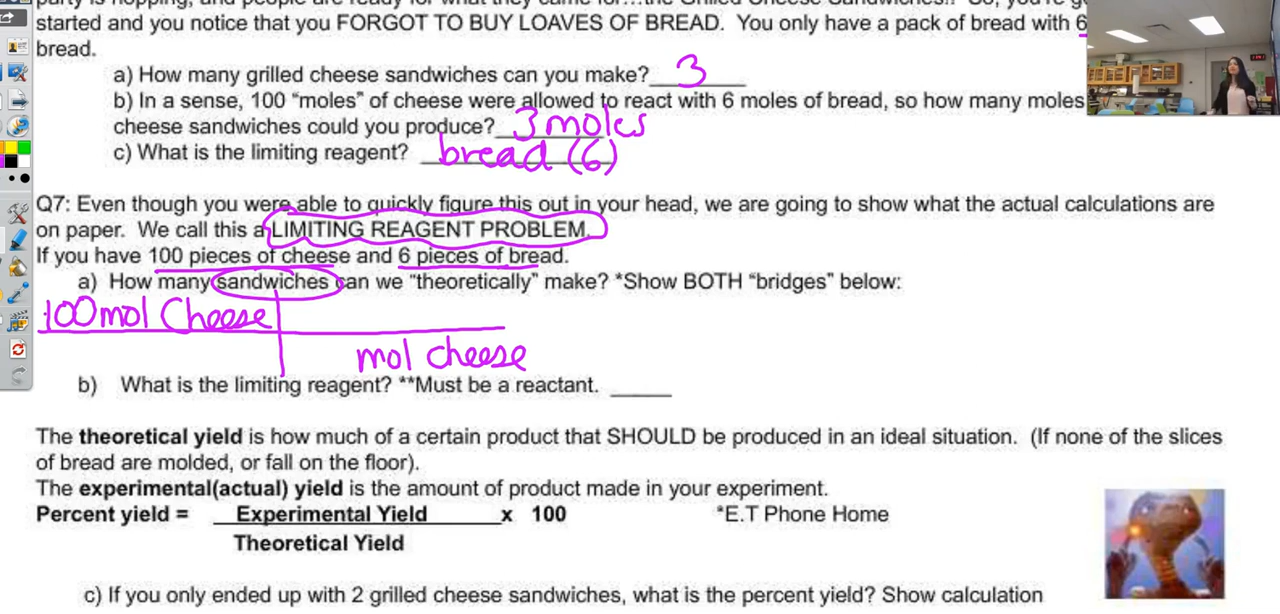 party is hopping, and people are ready for what they came for…the Grilled Cheese Sandwiches!! So, you're g
started and you notice that you FORGOT TO BUY LOAVES OF BREAD. You only have a pack of bread with 6
bread.
a) How many grilled cheese sandwiches can you make? 3
b) In a sense, 100 “moles” of cheese were allowed to react with 6 moles of bread, so how many moles
cheese sandwiches could you produce? 3 moles
c) What is the limiting reagent? bread (6)
Q7: Even though you were able to quickly figure this out in your head, we are going to show what the actual calculations are
on paper. We call this a LIMITING REAGENT PROBLEM.
If you have 100 pieces of cheese and 6 pieces of bread.
a) How many sandwiches can we “theoretically” make? *Show BOTH “bridges” below:
100 mol Cheese
mol cheese
b) What is the limiting reagent? **Must be a reactant.
The theoretical yield is how much of a certain product that SHOULD be produced in an ideal situation. (If none of the slices
of bread are molded, or fall on the floor).
The experimental(actual) yield is the amount of product made in your experiment.
Percent yield = Experimental Yield x 100 *E.T Phone Home
Theoretical Yield
c) If you only ended up with 2 grilled cheese sandwiches, what is the percent yield? Show calculation